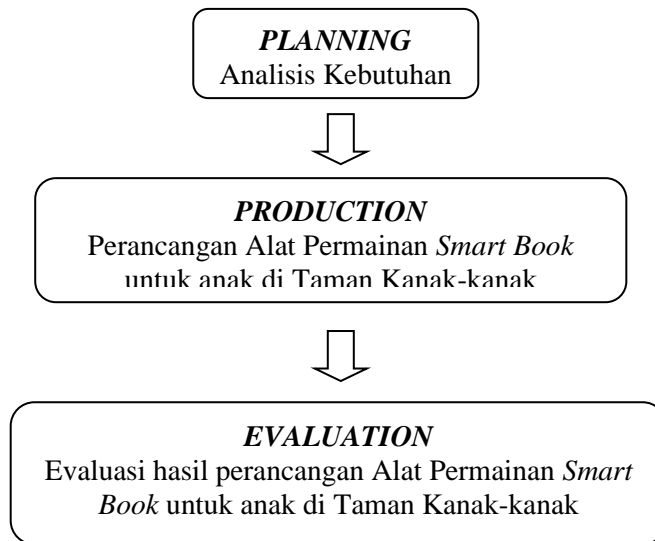 PLANNING
Analisis Kebutuhan
PRODUCTION
Perancangan Alat Permainan Smart Book
untuk anak di Taman Kanak-kanak
EVALUATION
Evaluasi hasil perancangan Alat Permainan Smart
Book untuk anak di Taman Kanak-kanak